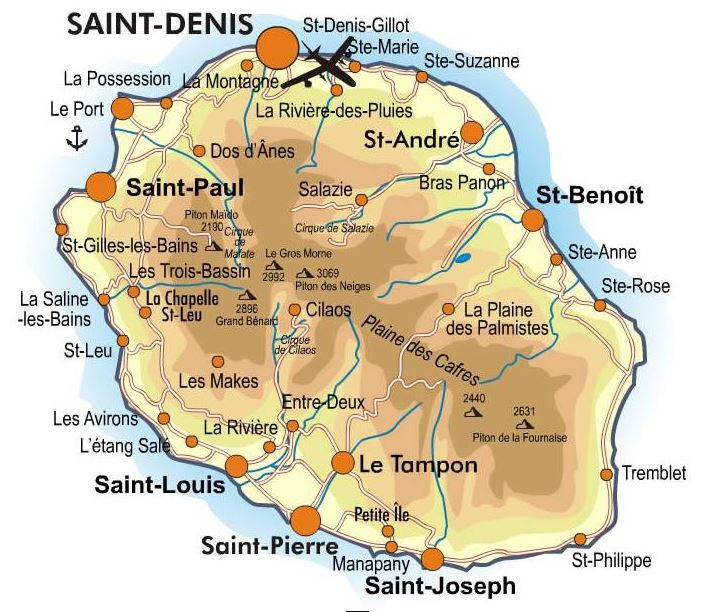 SAINT-DENIS
St-Denis-Gillot
Ste-Marie
Ste-Suzanne
La Possession
La Montagne
Le Port
La Rivière-des-Pluies
St-André
Dos d'Ânes
Bras Panon
Saint-Paul
Salazie
St-Benoît
Piton Maïdo
2190
Cirque
de
Mafate
Cirque de Salazie
St-Gilles-les-Bains
Le Gros Morne
2992
3069
Piton des Neiges
Ste-Anne
Les Trois-Bassin
Ste-Rose
La Saline
-les-Bains
La Chapelle
St-Leu
2896
Grand Bénard
Cilaos
La Plaine
des Palmistes
Plaine des Cafres
St-Leu
Cirque
de Cilaos
Les Makes
Entre-Deux
2440
2631
Piton de la Fournaise
Les Avirons
La Rivière
L'étang Salé
Le Tampon
Tremblet
Saint-Louis
Petite Île
Saint-Pierre
Manapany
St-Philippe
Saint-Joseph